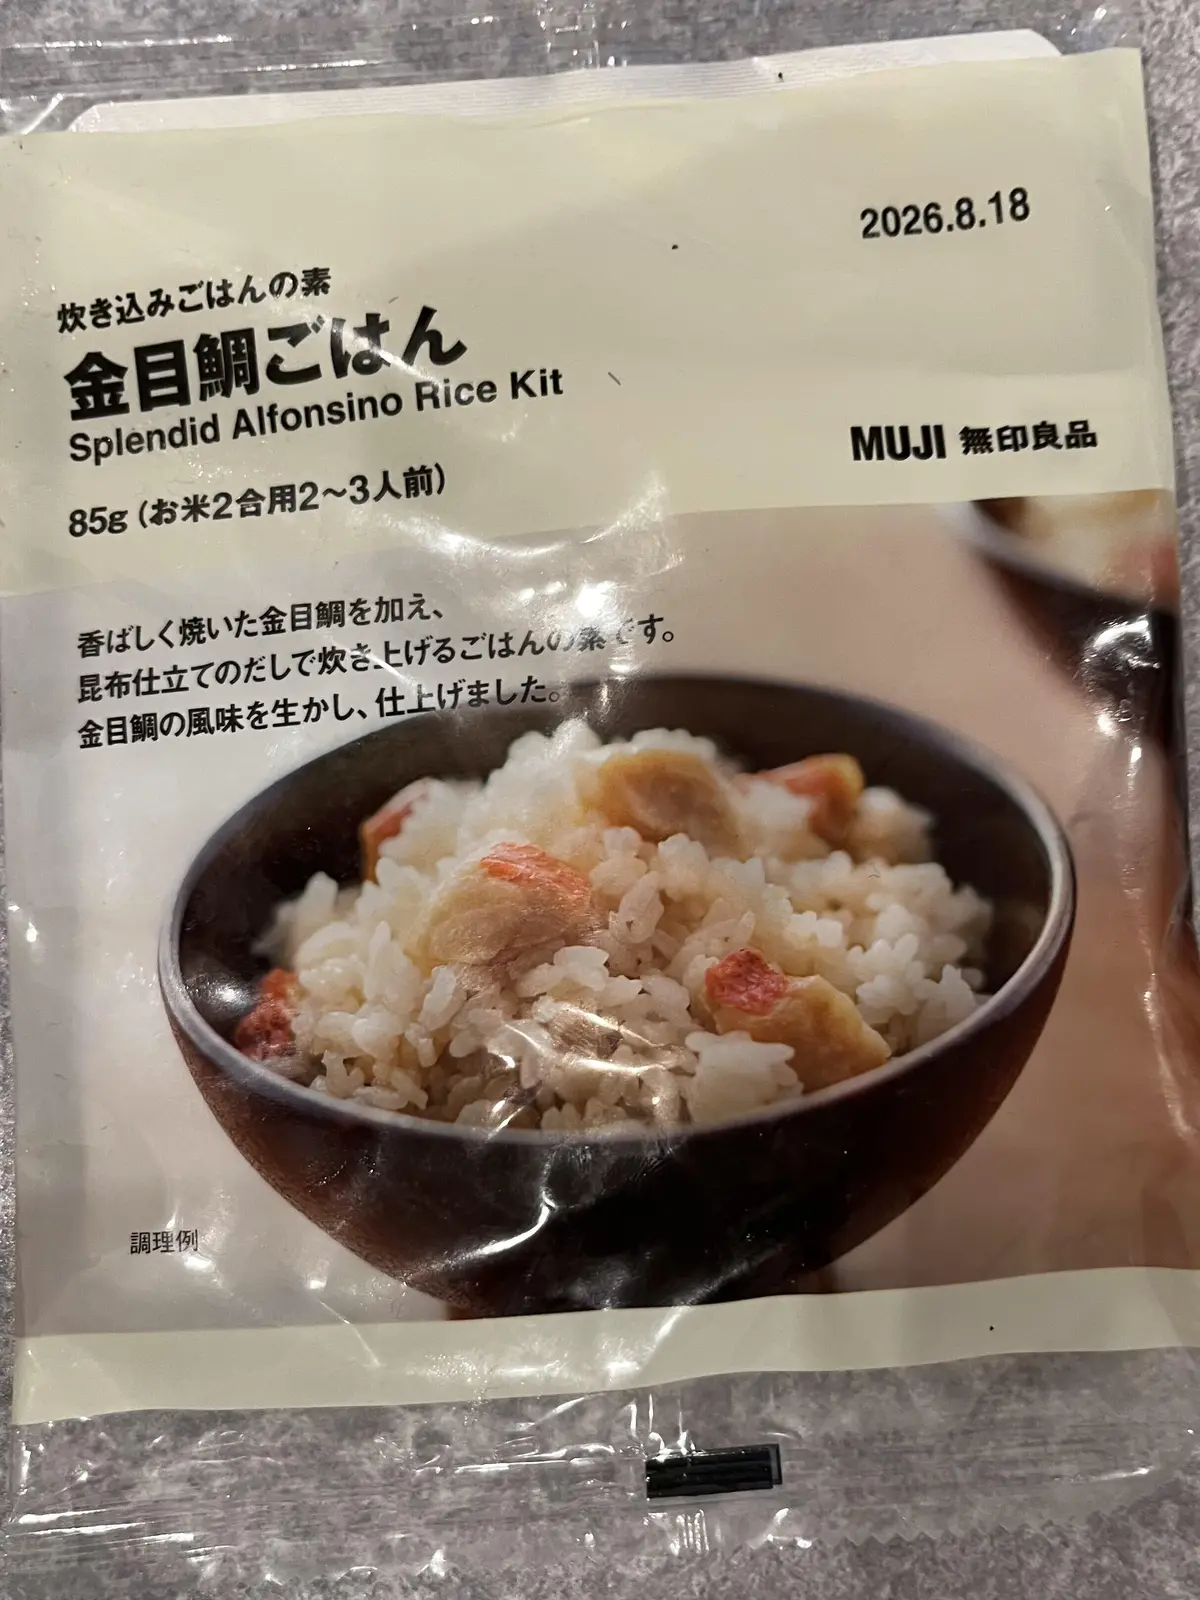 2026.8.18
炊き込みごはんの素
金目鯛ごはん
Splendid Alfonsino Rice Kit
MUJI 無印良品
85g（お米2合用2〜3人前）
香ばしく焼いた金目鯛を加え、
昆布仕立てのだしで炊き上げるごはんの素です。
金目鯛の風味を生かし、仕上げました。
調理例